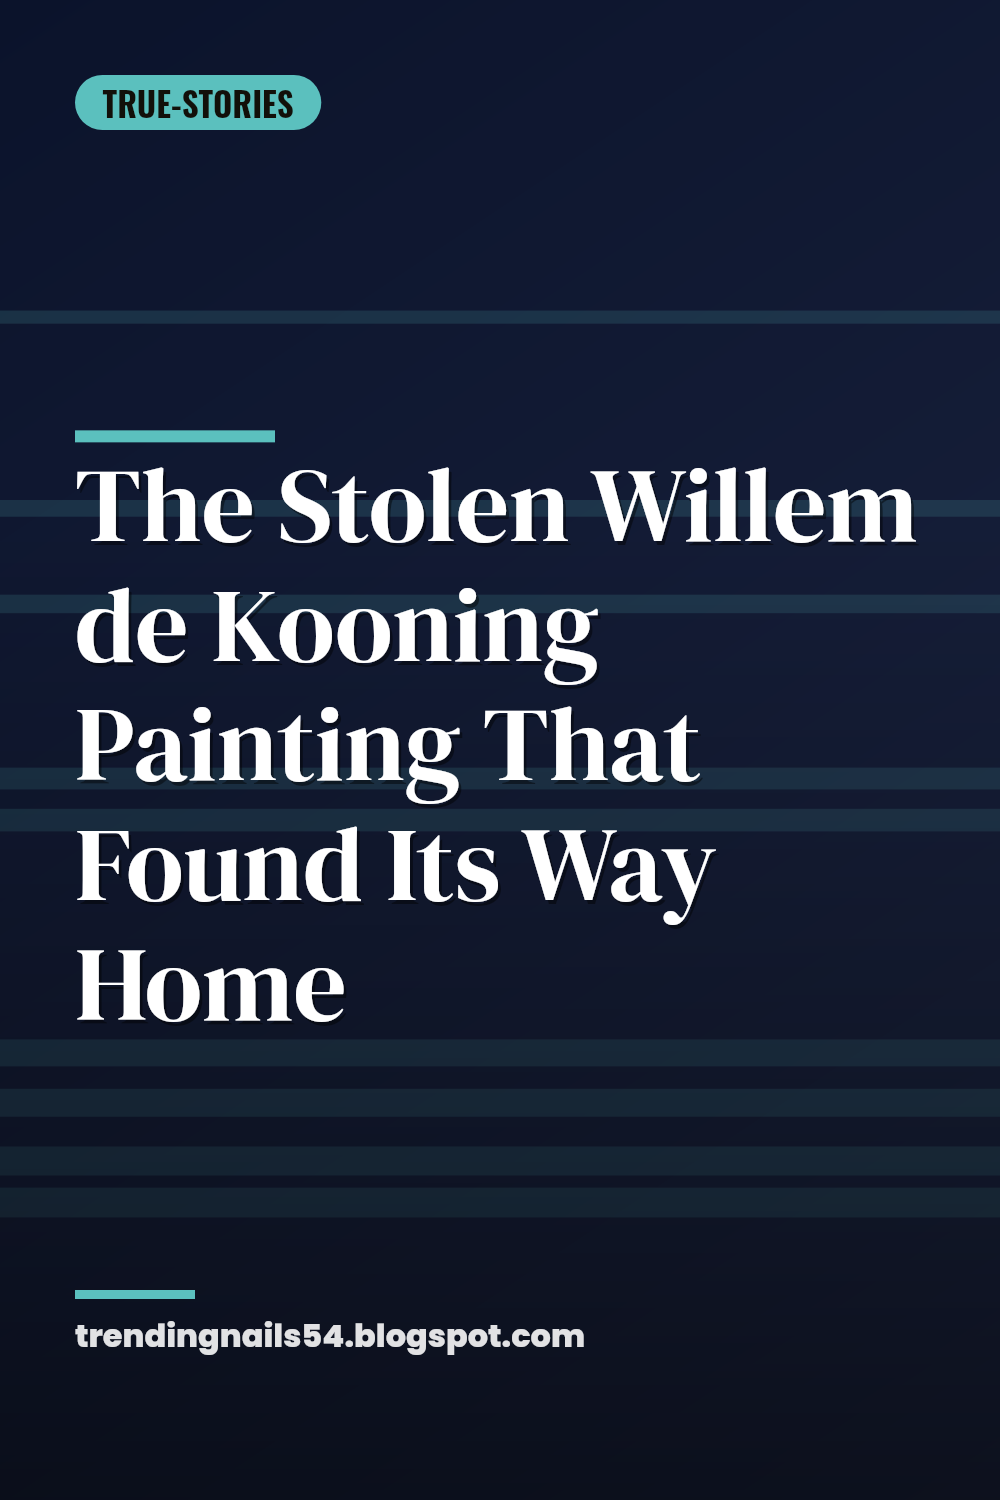 TRUE-STORIES
The Stolen Willem
de Kooning
Painting That
Found Its Way
Home
trendingnails54.blogspot.com